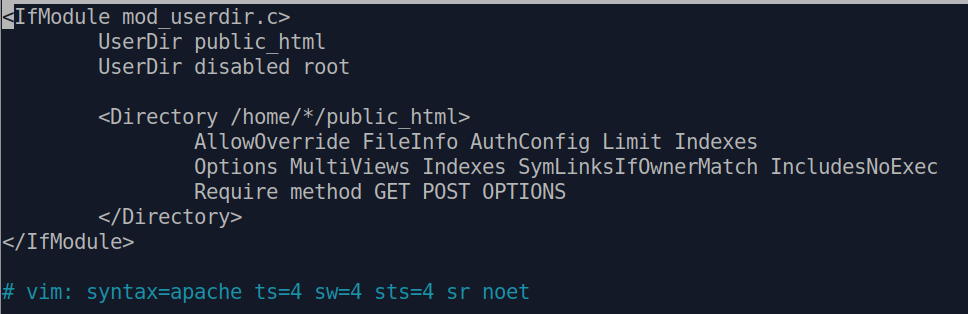 <IfModule mod_userdir.c>
        UserDir public_html
        UserDir disabled root

        <Directory /home/*/public_html>
                AllowOverride FileInfo AuthConfig Limit Indexes
                Options MultiViews Indexes SymLinksIfOwnerMatch IncludesNoExec
                Require method GET POST OPTIONS
        </Directory>
</IfModule>

# vim: syntax=apache ts=4 sw=4 sts=4 sr noet